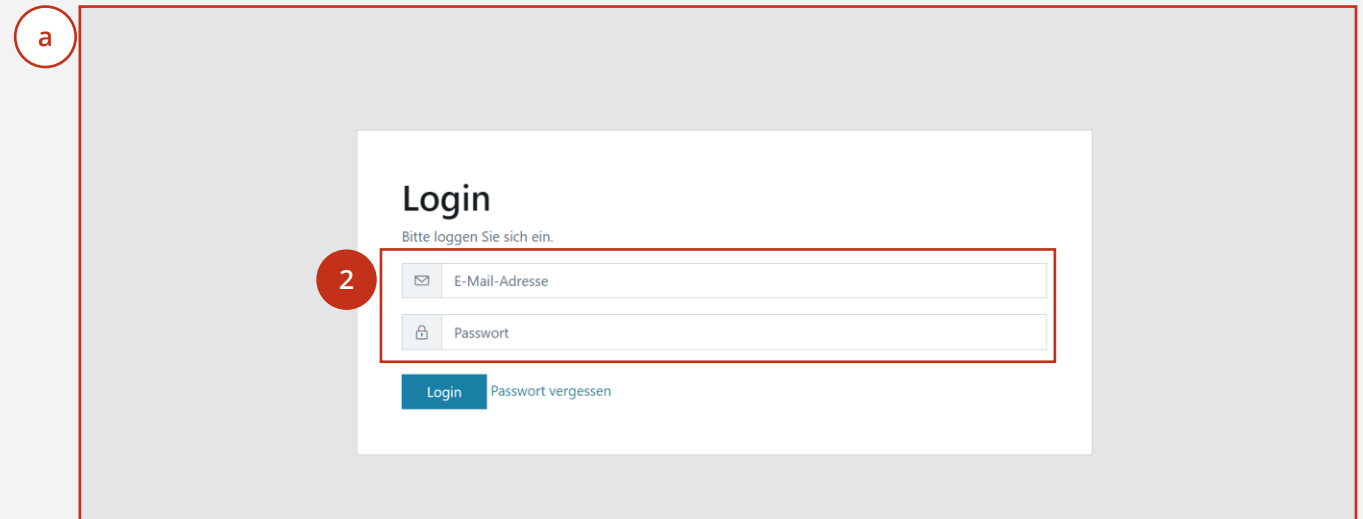 a
Login
Bitte loggen Sie sich ein.
2
E-Mail-Adresse
Passwort
Login Passwort vergessen